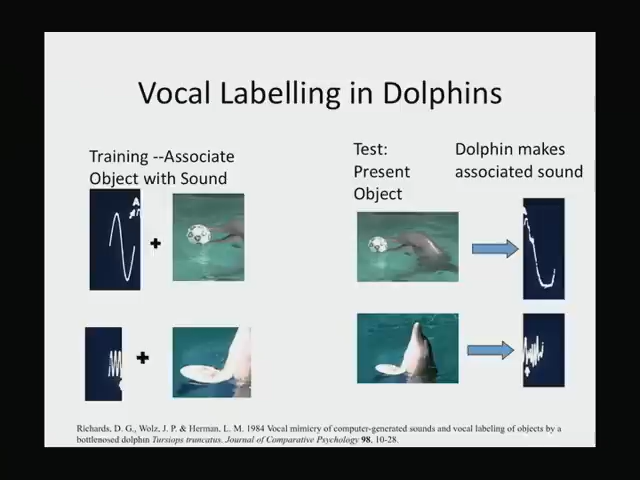 Vocal Labelling in Dolphins
Training --Associate
Object with Sound
Test:
Present
Object
Dolphin makes
associated sound
+
+
Richards, D. G., Wolz, J. P. & Herman, L. M. 1984 Vocal mimicry of computer-generated sounds and vocal labeling of objects by a
bottlenosed dolphin Tursiops truncatus. Journal of Comparative Psychology 98, 10-28.